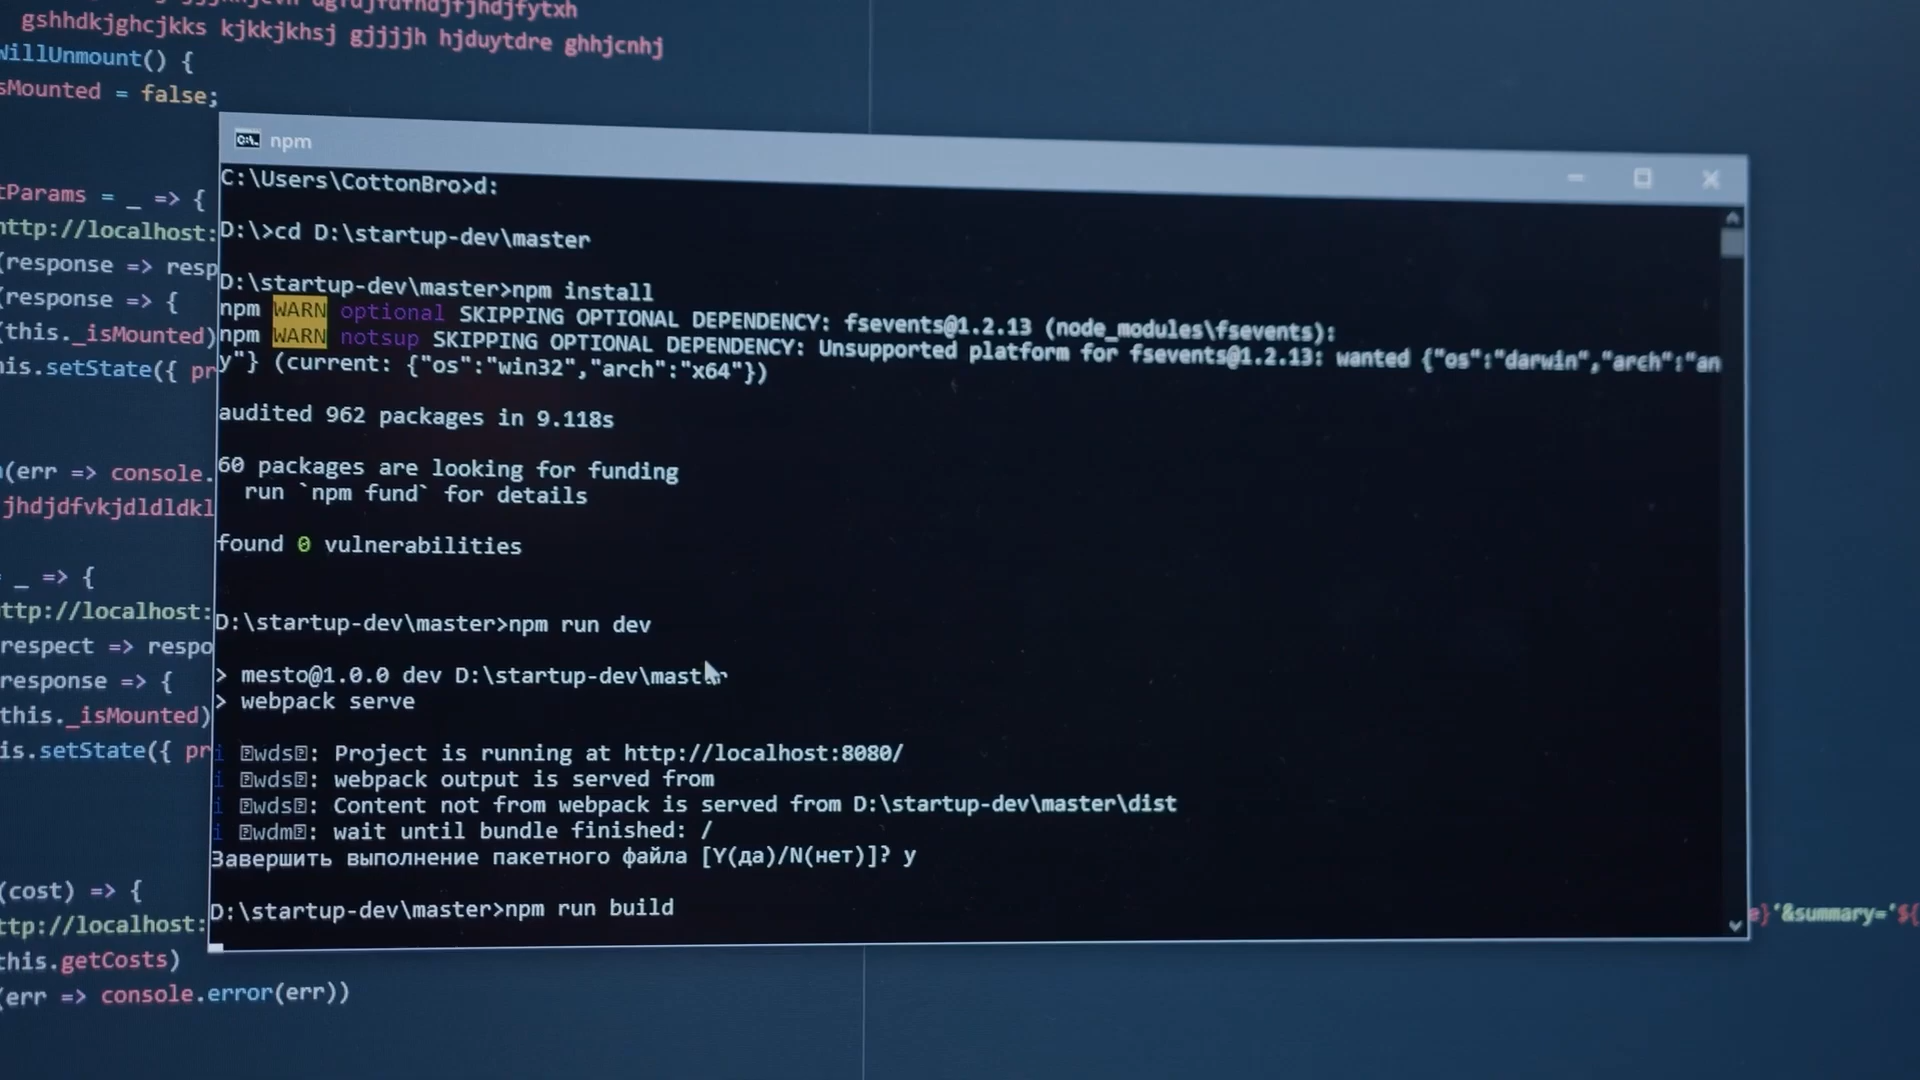 gshhdkjghcjkks kjkkjkhsj gjjjjh hjduytdre ghhjcnhj
WillUnmount() {
sMounted = false;
npm
C:\Users\CottonBro>d:
tParams = _ => {
http://localhost:
D:\>cd D:\startup-dev\master
(response => resp
D:\startup-dev\master>npm install
(response => {
npm WARN optional SKIPPING OPTIONAL DEPENDENCY: fsevents@1.2.13 (node_modules\fsevents):
(this._isMounted)
npm WARN notsup SKIPPING OPTIONAL DEPENDENCY: Unsupported platform for fsevents@1.2.13: wanted {"os":"darwin","arch":"an
is.setState({ pr
y"} (current: {"os":"win32","arch":"x64"})
audited 962 packages in 9.118s
(err => console.
60 packages are looking for funding
jhdjdfvkjdldldkl
run `npm fund` for details
found 0 vulnerabilities
_ => {
ttp://localhost:
D:\startup-dev\master>npm run dev
respect => respo
response => {
> mesto@1.0.0 dev D:\startup-dev\master
this._isMounted)
> webpack serve
is.setState({ pr
i ⍰wds⍰: Project is running at http://localhost:8080/
i ⍰wds⍰: webpack output is served from
i ⍰wds⍰: Content not from webpack is served from D:\startup-dev\master\dist
i ⍰wdm⍰: wait until bundle finished: /
Завершить выполнение пакетного файла [Y(да)/N(нет)]? y
(cost) => {
D:\startup-dev\master>npm run build
ttp://localhost:
e}'&summary='${
this.getCosts)
(err => console.error(err))